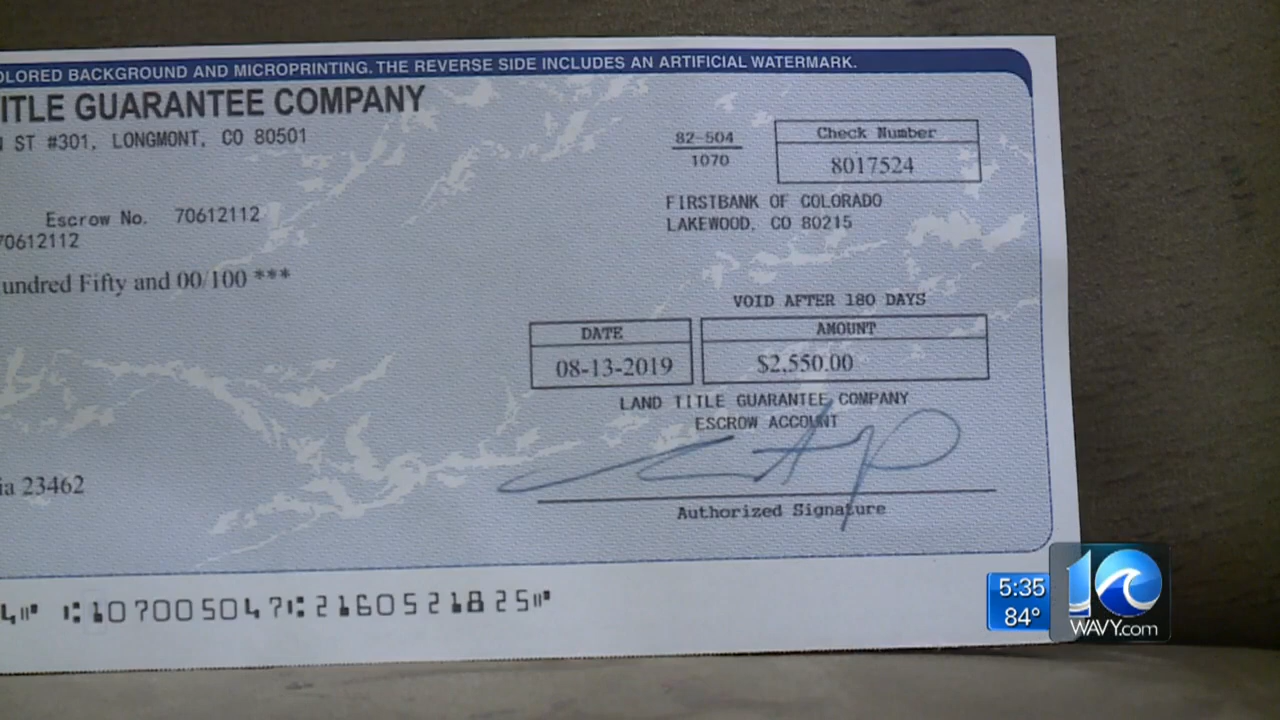 OLORED BACKGROUND AND MICROPRINTING. THE REVERSE SIDE INCLUDES AN ARTIFICIAL WATERMARK.
ITLE GUARANTEE COMPANY
ST #301, LONGMONT, CO 80501
82-504
1070
Check Number
8017524
FIRSTBANK OF COLORADO
LAKEWOOD, CO 80215
Escrow No. 70612112
70612112
undred Fifty and 00/100 ***
VOID AFTER 180 DAYS
DATE
AMOUNT
08-13-2019
$2,550.00
LAND TITLE GUARANTEE COMPANY
ESCROW ACCOUNT
ia 23462
Authorized Signature
4⑈ ⑆107005047⑆2160521825⑈
5:35
84°
10
WAVY.com